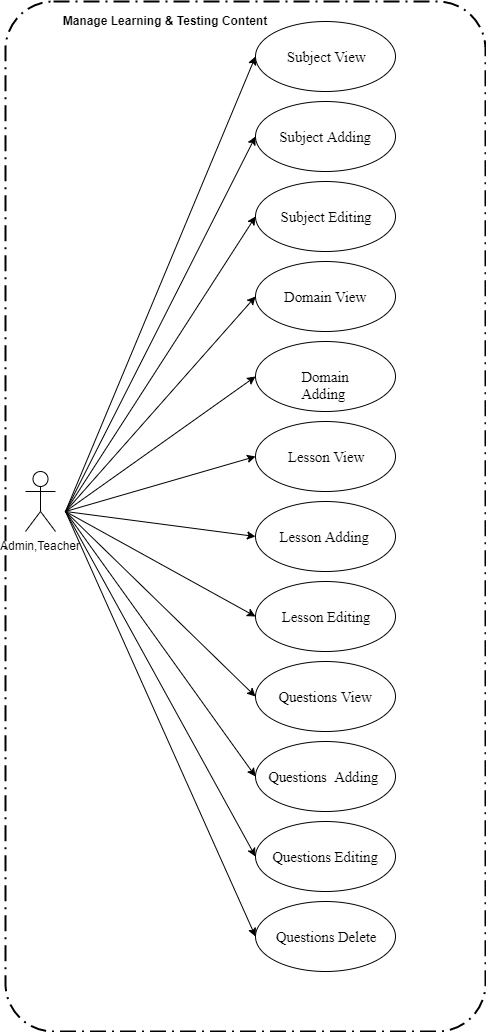 Manage Learning & Testing Content
Subject View
Subject Adding
Subject Editing
Domain View
Domain
Adding
Lesson View
Admin,Teacher
Lesson Adding
Lesson Editing
Questions View
Questions  Adding
Questions Editing
Questions Delete